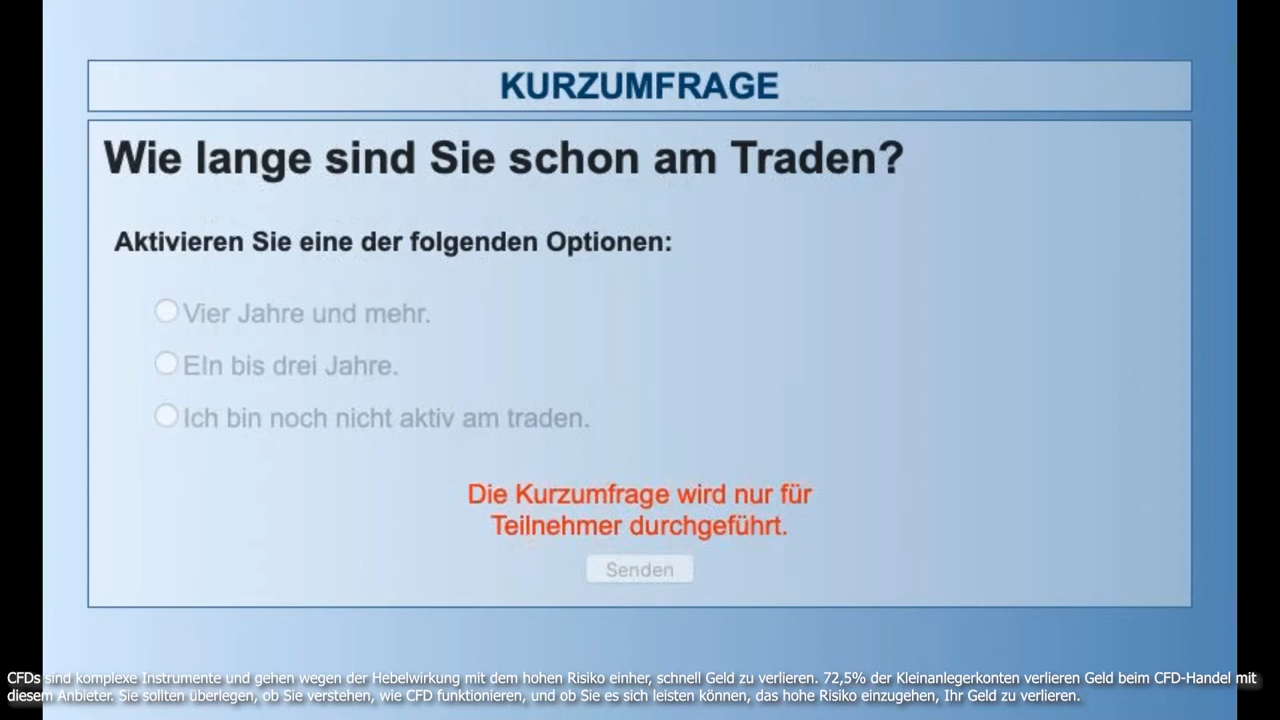 KURZUMFRAGE
Wie lange sind Sie schon am Traden?
Aktivieren Sie eine der folgenden Optionen:
Vier Jahre und mehr.
EIn bis drei Jahre.
Ich bin noch nicht aktiv am traden.
Die Kurzumfrage wird nur für
Teilnehmer durchgeführt.
Senden
CFDs sind komplexe Instrumente und gehen wegen der Hebelwirkung mit dem hohen Risiko einher, schnell Geld zu verlieren. 72,5% der Kleinanlegerkonten verlieren Geld beim CFD-Handel mit
diesem Anbieter. Sie sollten überlegen, ob Sie verstehen, wie CFD funktionieren, und ob Sie es sich leisten können, das hohe Risiko einzugehen, Ihr Geld zu verlieren.